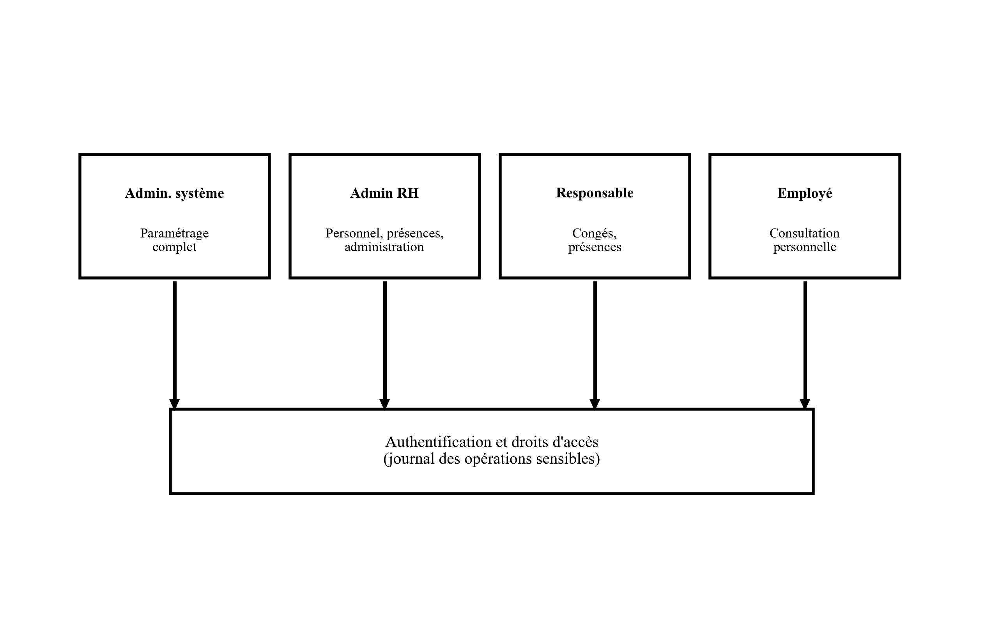 Admin. système
Paramétrage
complet
Admin RH
Personnel, présences,
administration
Responsable
Congés,
présences
Employé
Consultation
personnelle
Authentification et droits d'accès
(journal des opérations sensibles)